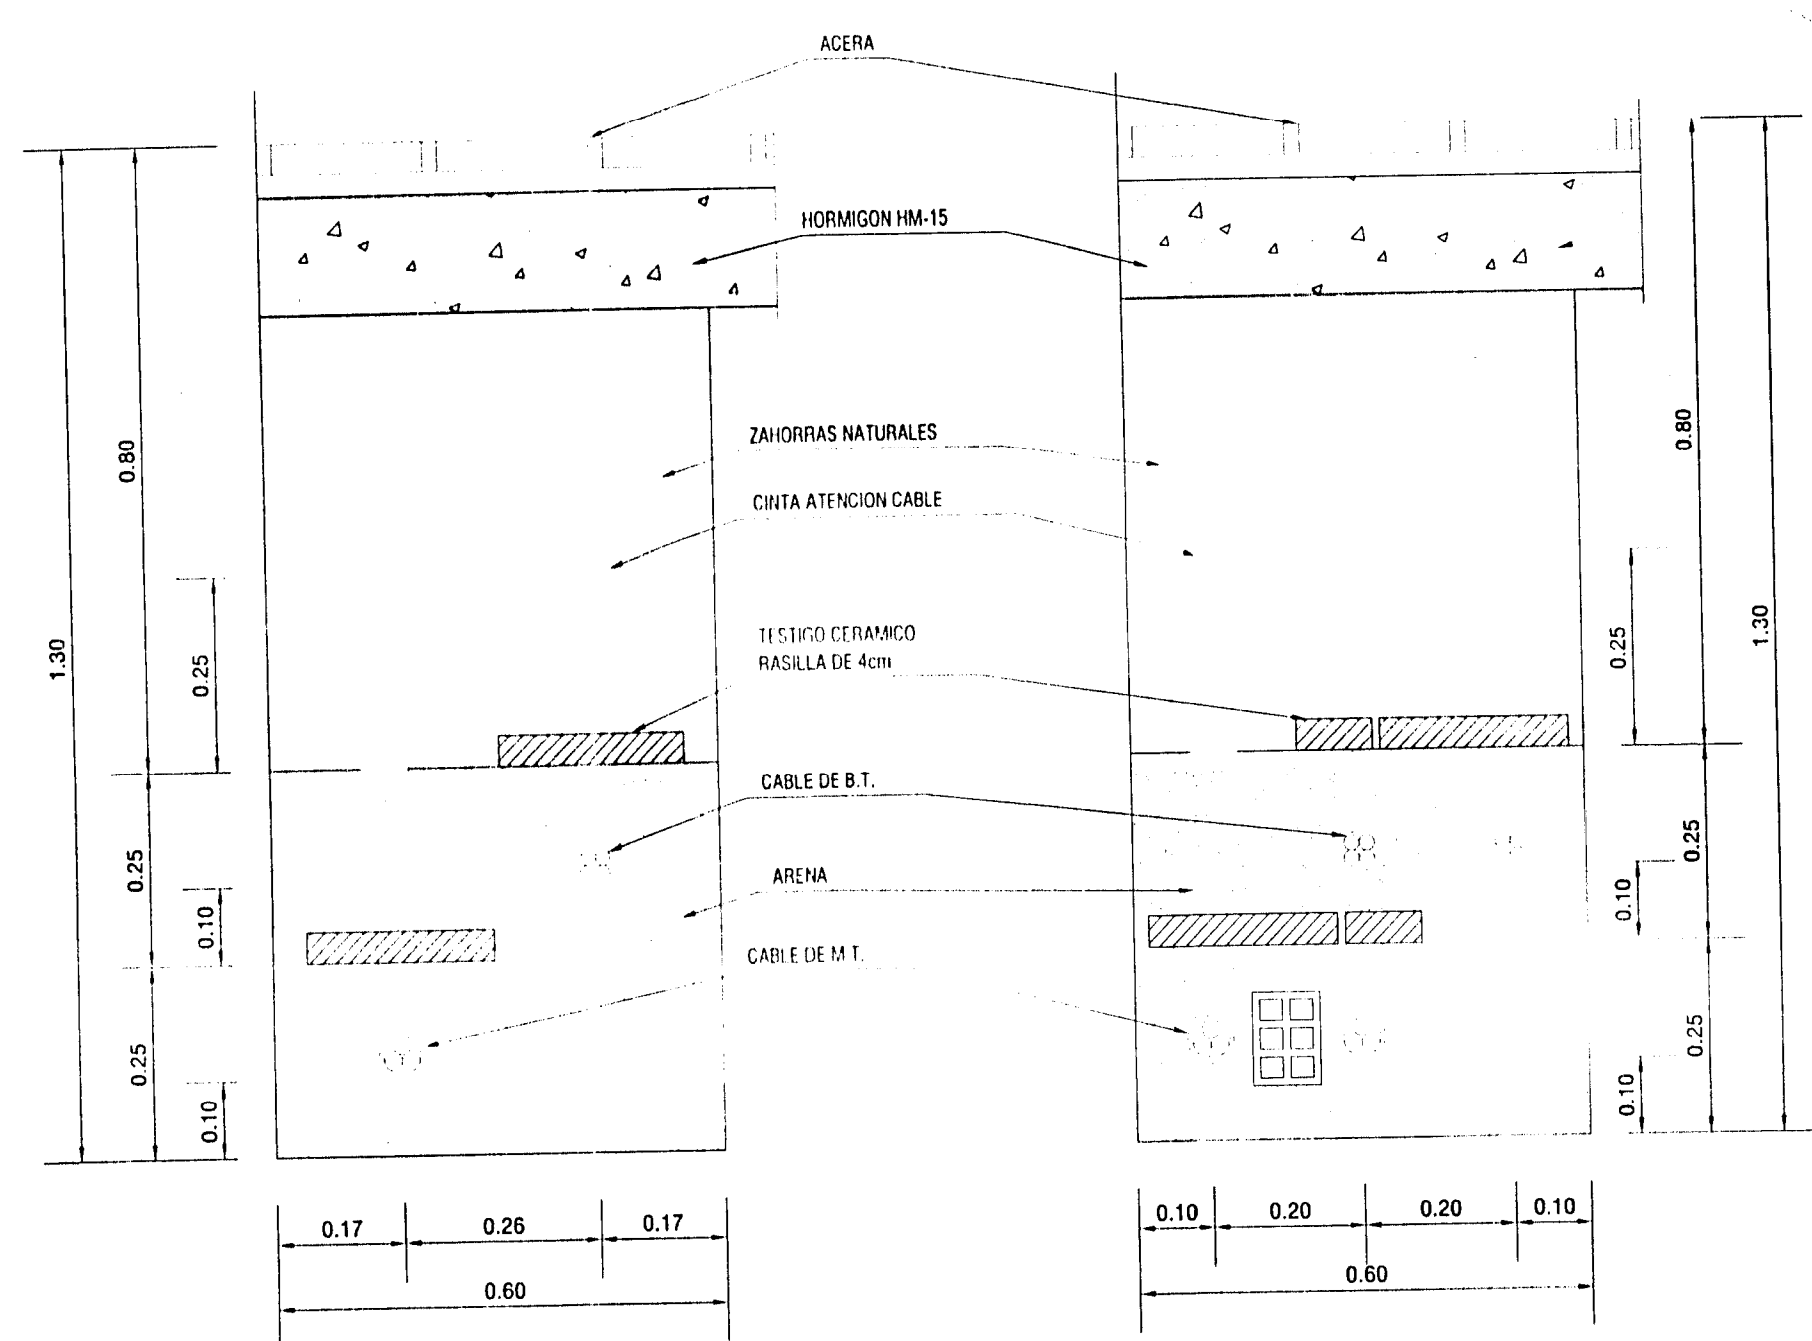 ACERA
HORMIGON HM-15
ZAHORRAS NATURALES
CINTA ATENCION CABLE
TESTIGO CERAMICO
RASILLA DE 4cm
CABLE DE B.T.
ARENA
CABLE DE M.T.
1.30
0.80
0.25
0.25
0.10
0.25
0.10
0.17
0.26
0.17
0.60
0.80
1.30
0.25
0.25
0.10
0.25
0.10
0.10
0.20
0.20
0.10
0.60